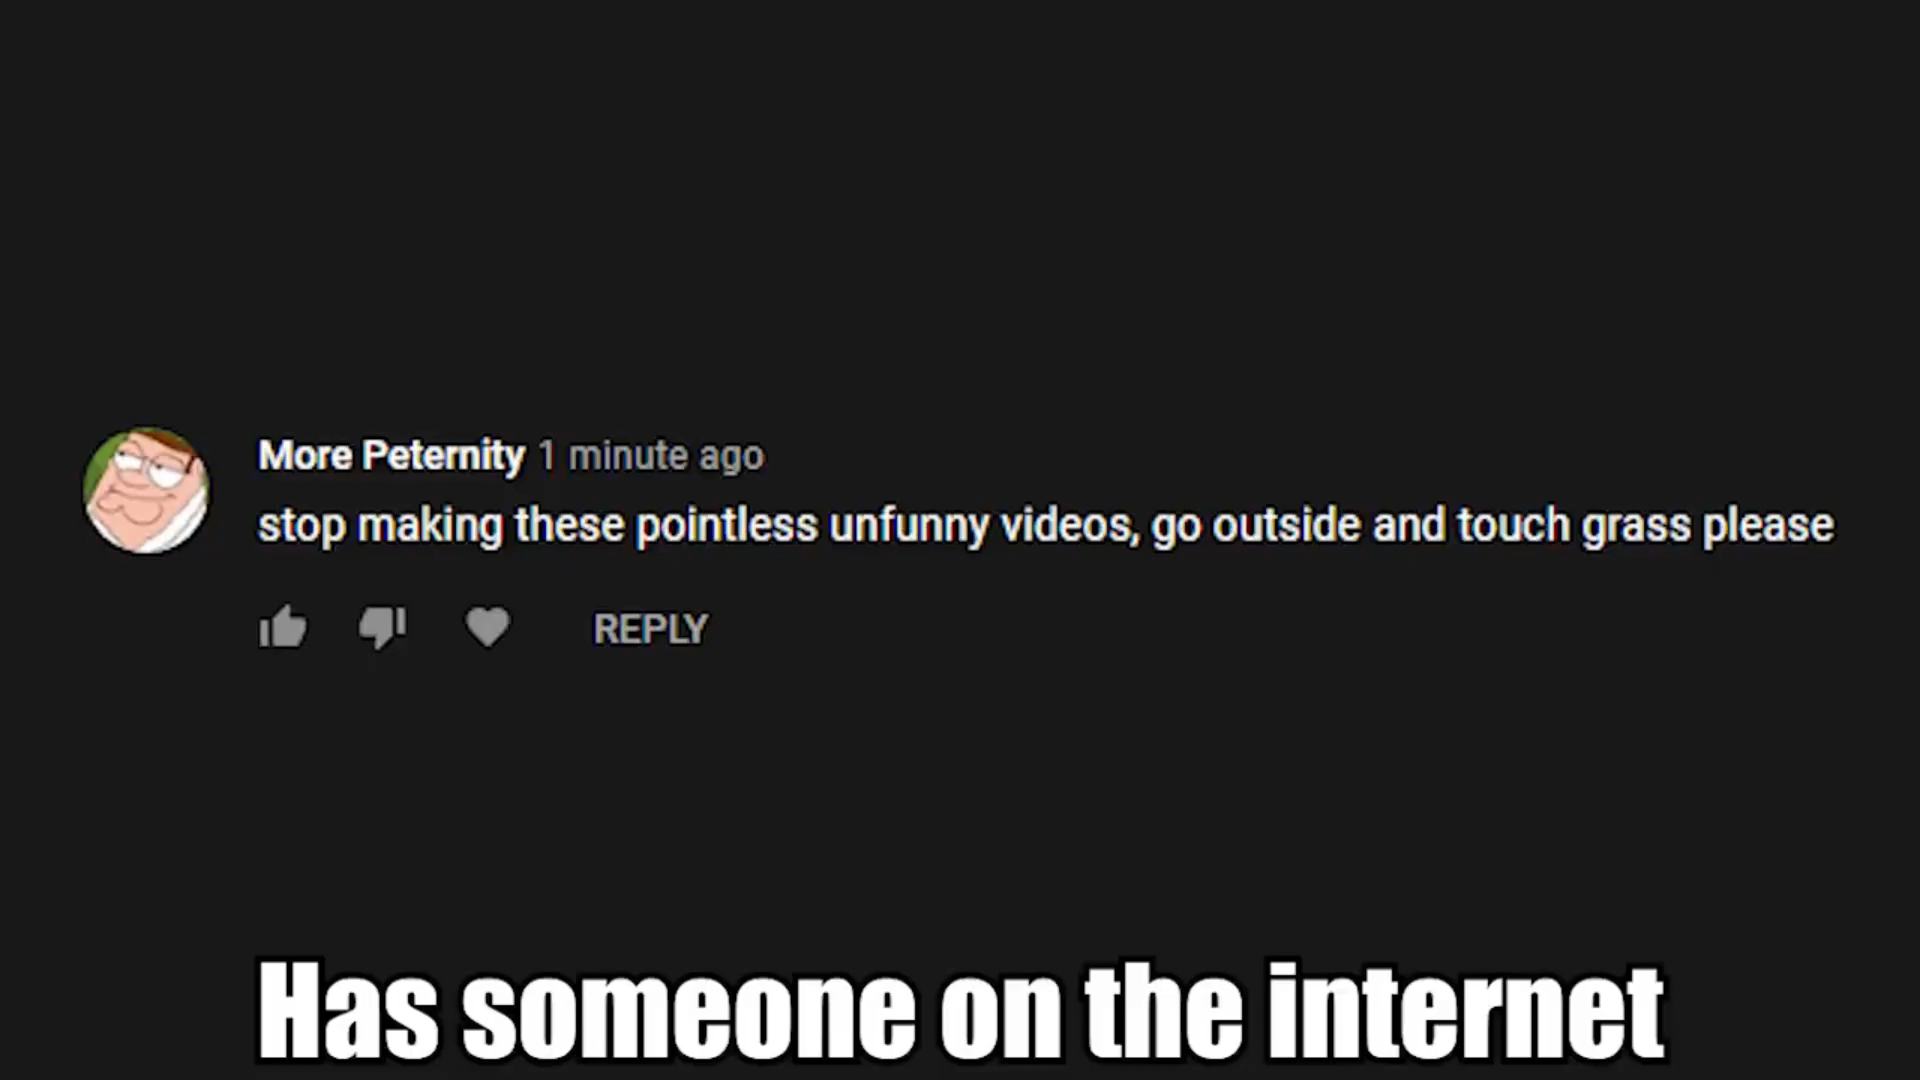 More Peternity 1 minute ago
stop making these pointless unfunny videos, go outside and touch grass please
REPLY
Has someone on the internet